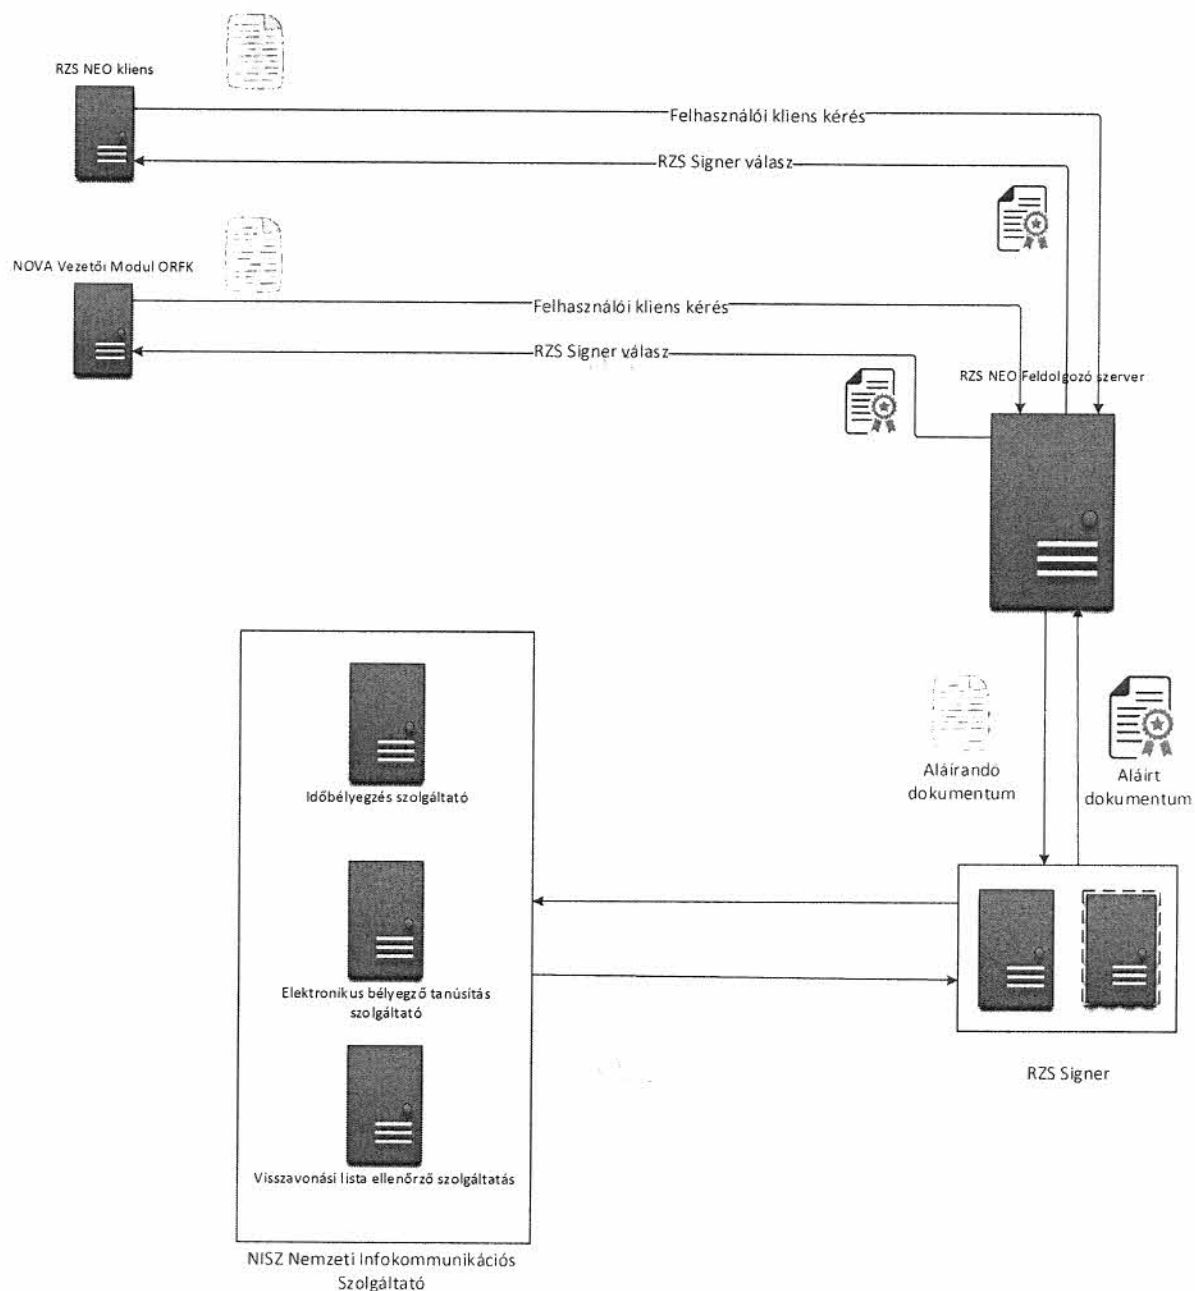 RZS NEO kliens
Felhasználói kliens kérés
RZS Signer válasz
NOVA Vezetői Modul ORFK
Felhasználói kliens kérés
RZS Signer válasz
RZS NEO Feldolgozó szerver
Időbélyegzés szolgáltató
Aláírandó
dokumentum
Aláírt
dokumentum
Elektronikus bélyegző tanúsítás
szolgáltató
RZS Signer
Visszavonási lista ellenőrző szolgáltatás
NISZ Nemzeti Infokommunikációs
Szolgáltató